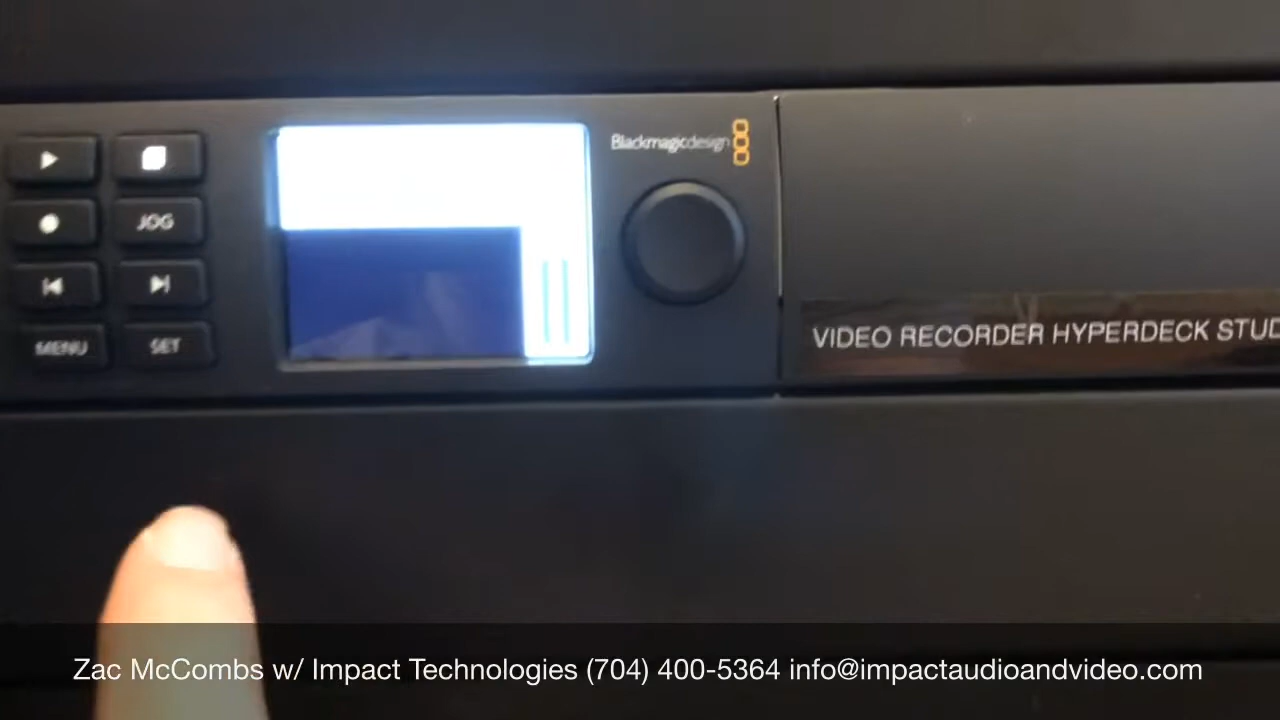 Blackmagicdesign
JOG
MENU SET
VIDEO RECORDER HYPERDECK STUD
Zac McCombs w/ Impact Technologies (704) 400-5364 info@impactaudioandvideo.com